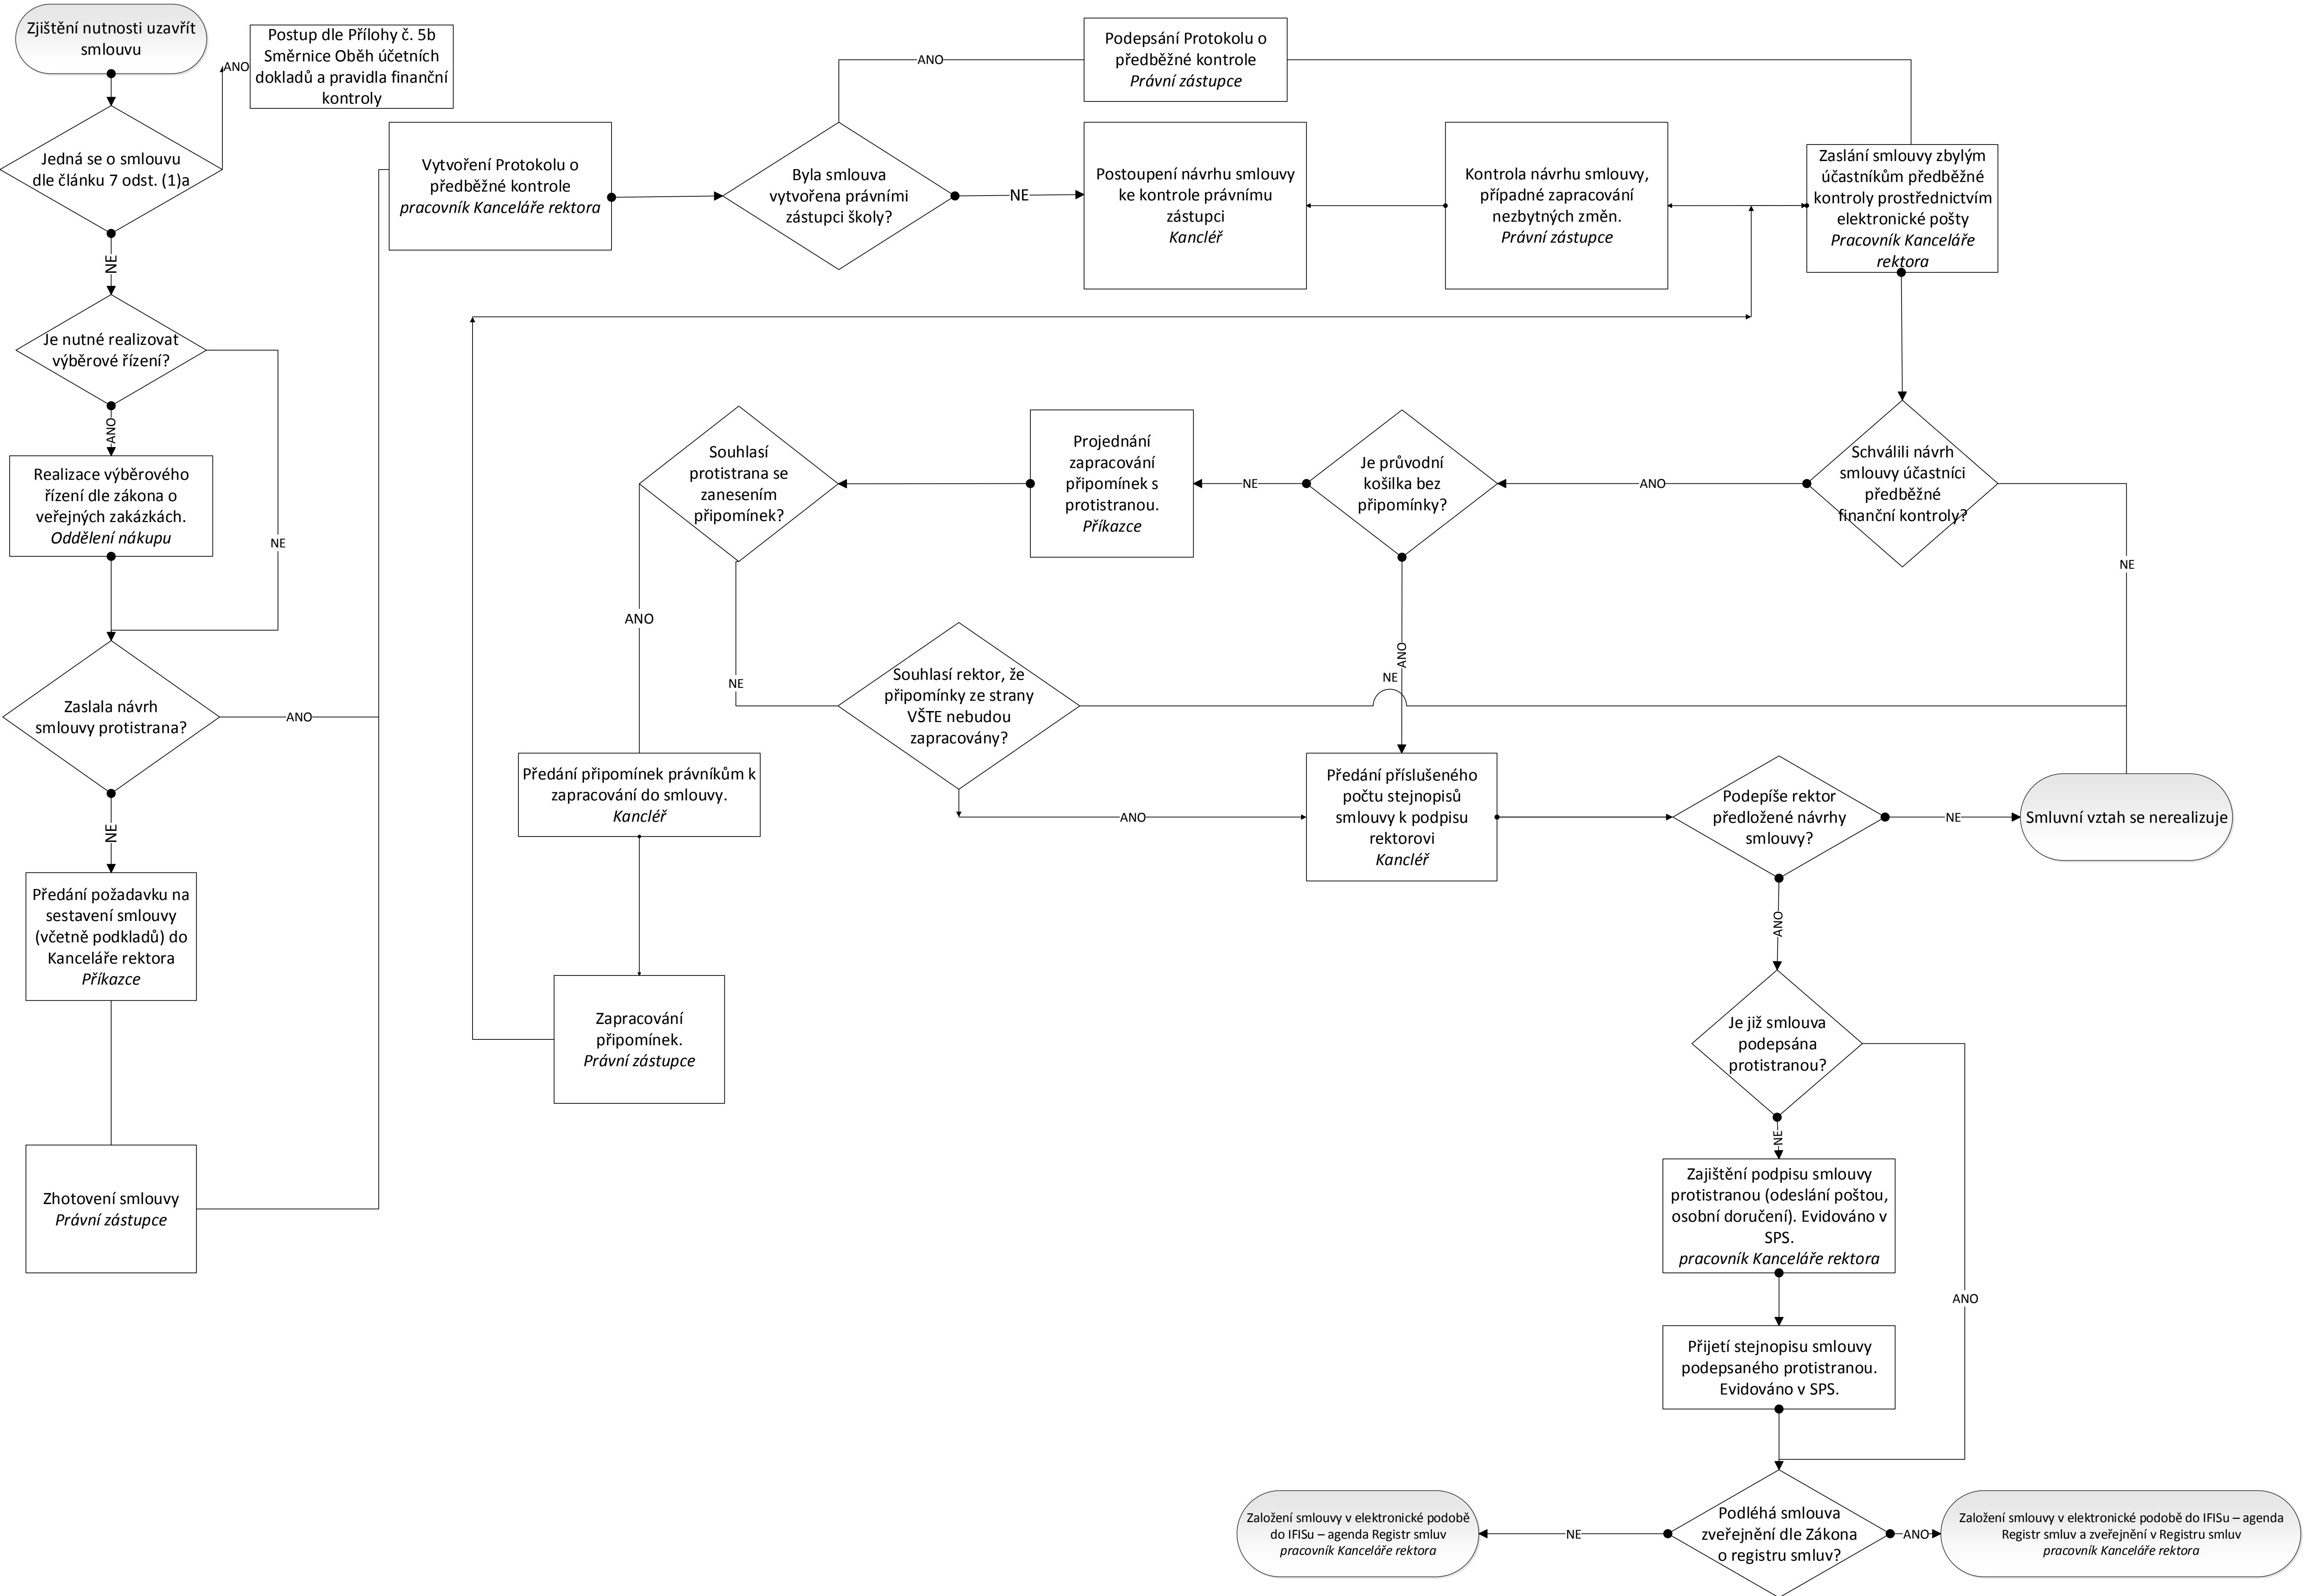 Zjištění nutnosti uzavřít
smlouvu
ANO
Postup dle Přílohy č. 5b
Směrnice Oběh účetních
dokladů a pravidla finanční
kontroly
Jedná se o smlouvu
dle článku 7 odst. (1)a
NE
Je nutné realizovat
výběrové řízení?
ANO
NE
Realizace výběrového
řízení dle zákona o
veřejných zakázkách.
Oddělení nákupu
Zaslala návrh
smlouvy protistrana?
ANO
NE
Předání požadavku na
sestavení smlouvy
(včetně podkladů) do
Kanceláře rektora
Příkazce
Zhotovení smlouvy
Právní zástupce
Vytvoření Protokolu o
předběžné kontrole
pracovník Kanceláře rektora
Byla smlouva
vytvořena právními
zástupci školy?
ANO
Podepsání Protokolu o
předběžné kontrole
Právní zástupce
NE
Postoupení návrhu smlouvy
ke kontrole právnímu
zástupci
Kancléř
Kontrola návrhu smlouvy,
případné zapracování
nezbytných změn.
Právní zástupce
Zaslání smlouvy zbylým
účastníkům předběžné
kontroly prostřednictvím
elektronické pošty
Pracovník Kanceláře
rektora
Schválili návrh
smlouvy účastníci
předběžné
finanční kontroly?
ANO
NE
Je průvodní
košilka bez
připomínky?
NE
ANO
Projednání
zapracování
připomínek s
protistranou.
Příkazce
Souhlasí
protistrana se
zanesením
připomínek?
ANO
NE
Souhlasí rektor, že
připomínky ze strany
VŠTE nebudou
zapracovány?
NE
ANO
Předání připomínek právníkům k
zapracování do smlouvy.
Kancléř
Zapracování
připomínek.
Právní zástupce
Předání příslušeného
počtu stejnopisů
smlouvy k podpisu
rektorovi
Kancléř
Podepíše rektor
předložené návrhy
smlouvy?
NE
Smluvní vztah se nerealizuje
ANO
Je již smlouva
podepsána
protistranou?
NE
ANO
Zajištění podpisu smlouvy
protistranou (odeslání poštou,
osobní doručení). Evidováno v
SPS.
pracovník Kanceláře rektora
Přijetí stejnopisu smlouvy
podepsaného protistranou.
Evidováno v SPS.
Podléhá smlouva
zveřejnění dle Zákona
o registru smluv?
NE
Založení smlouvy v elektronické podobě
do IFISu – agenda Registr smluv
pracovník Kanceláře rektora
ANO
Založení smlouvy v elektronické podobě do IFISu – agenda
Registr smluv a zveřejnění v Registru smluv
pracovník Kanceláře rektora